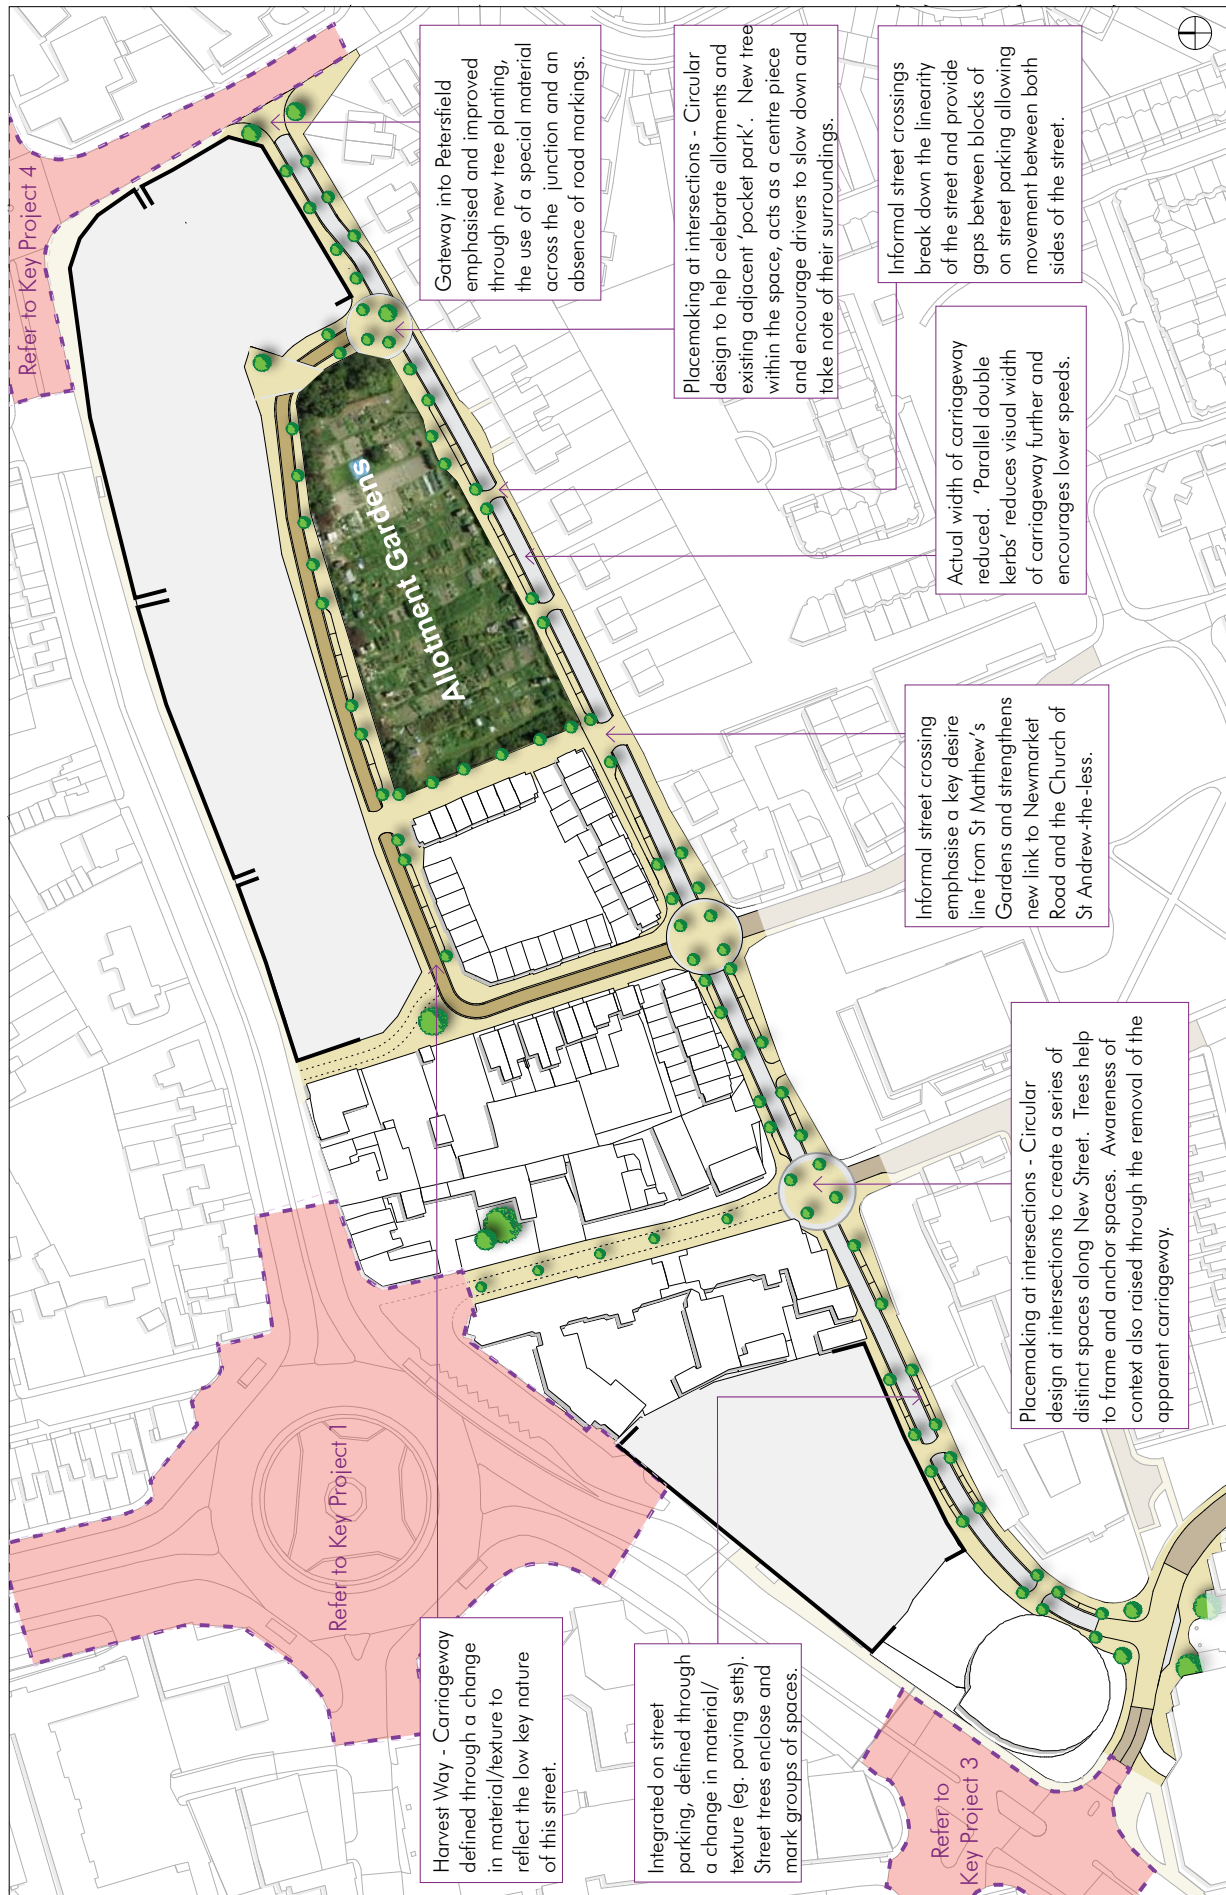 Refer to Key Project 4
Gateway into Petersfield
emphasised and improved
through new tree planting,
the use of a special material
across the junction and an
absence of road markings.
Placemaking at intersections - Circular
design to help celebrate allotments and
existing adjacent ‘pocket park’. New tree
within the space, acts as a centre piece
and encourage drivers to slow down and
take note of their surroundings.
Informal street crossings
break down the linearity
of the street and provide
gaps between blocks of
on street parking allowing
movement between both
sides of the street.
Actual width of carriageway
reduced. ‘Parallel double
kerbs’ reduces visual width
of carriageway further and
encourages lower speeds.
Allotment Gardens
Informal street crossing
emphasise a key desire
line from St Matthew’s
Gardens and strengthens
new link to Newmarket
Road and the Church of
St Andrew-the-less.
Placemaking at intersections - Circular
design at intersections to create a series of
distinct spaces along New Street. Trees help
to frame and anchor spaces. Awareness of
context also raised through the removal of the
apparent carriageway.
Refer to Key Project 1
Harvest Way - Carriageway
defined through a change
in material/texture to
reflect the low key nature
of this street.
Integrated on street
parking, defined through
a change in material/
texture (eg. paving setts).
Street trees enclose and
mark groups of spaces.
Refer to
Key Project 3